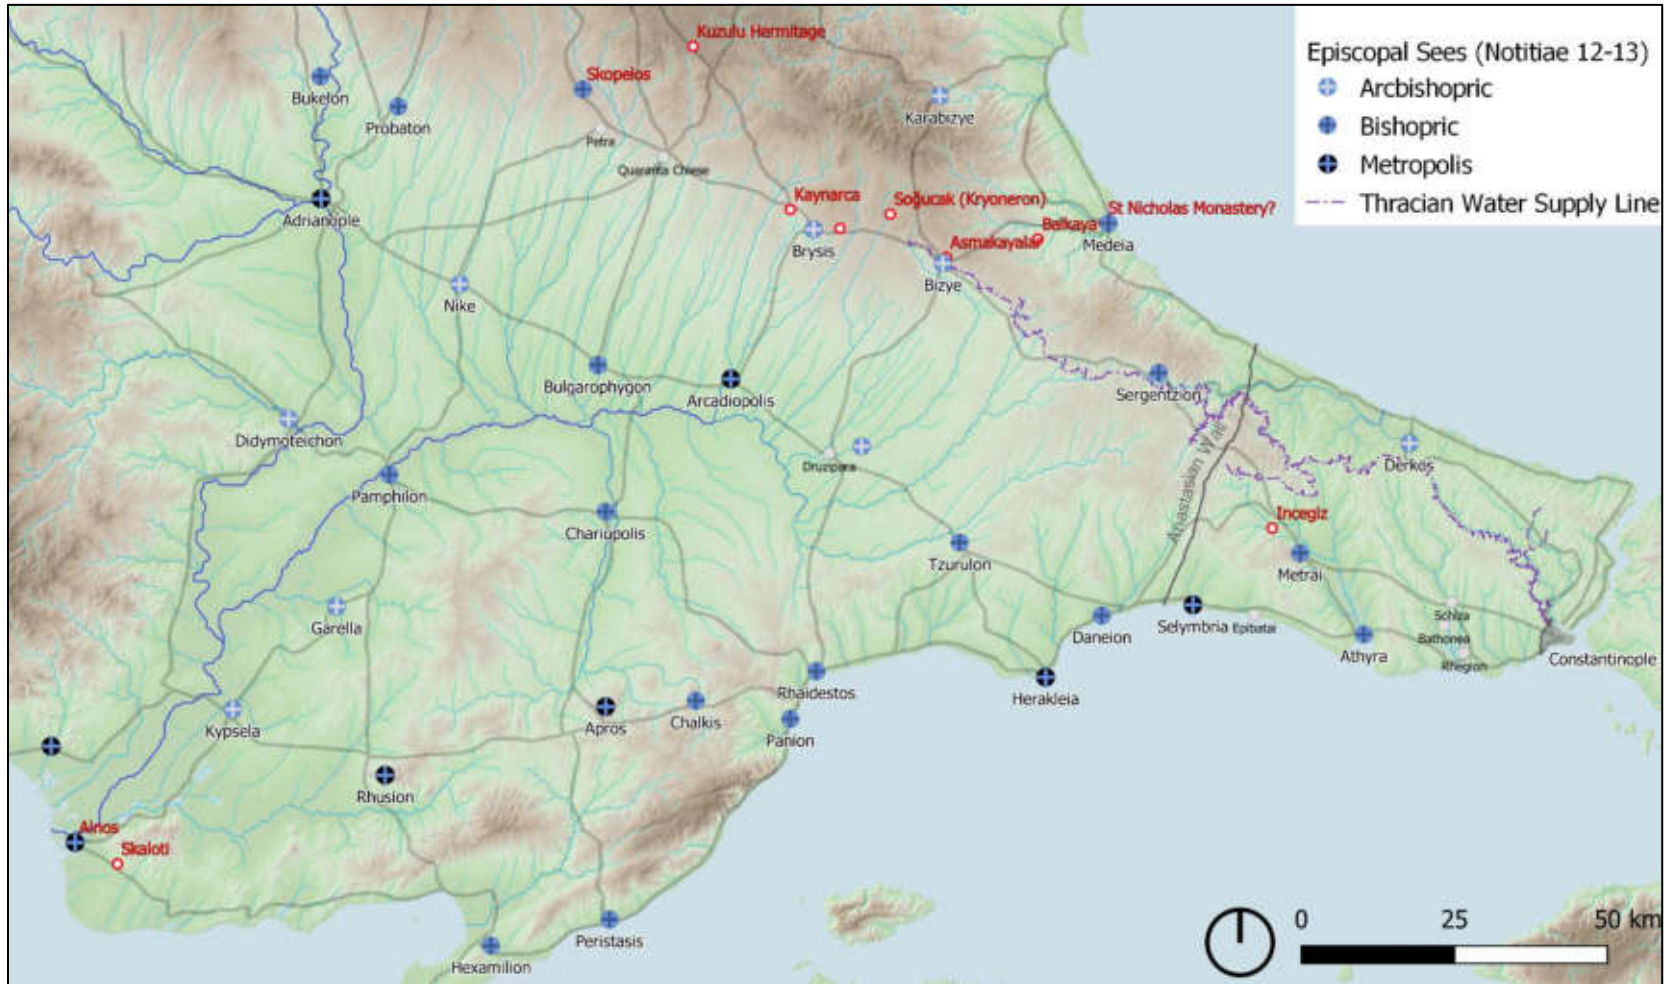 Kuzulu Hermitage
Episcopal Sees (Notitiae 12-13)
Skopelos
Arcbishopric
Bukelon
Karabizye
Probaton
Bishopric
Petra
Metropolis
Quaranta Chiese
Kaynarca
Soğucak (Kryoneron)
St Nicholas Monastery?
Thracian Water Supply Line
Adrianople
Balkaya
Asmakayalar
Medeia
Brysis
Bizye
Nike
Bulgarophygon
Arcadiopolis
Sergentzion
Didymoteichon
Anastasian Wall
Druzipara
Derkos
Pamphilon
Incegiz
Chariupolis
Tzurulon
Metrai
Garella
Schiza
Daneion
Selymbria
Epibatai
Bathonea
Athyra
Rhegion
Constantinople
Rhaidestos
Herakleia
Kypsela
Apros
Chalkis
Panion
Rhusion
Ainos
Skaloti
0 25 50 km
Peristasis
Hexamilion